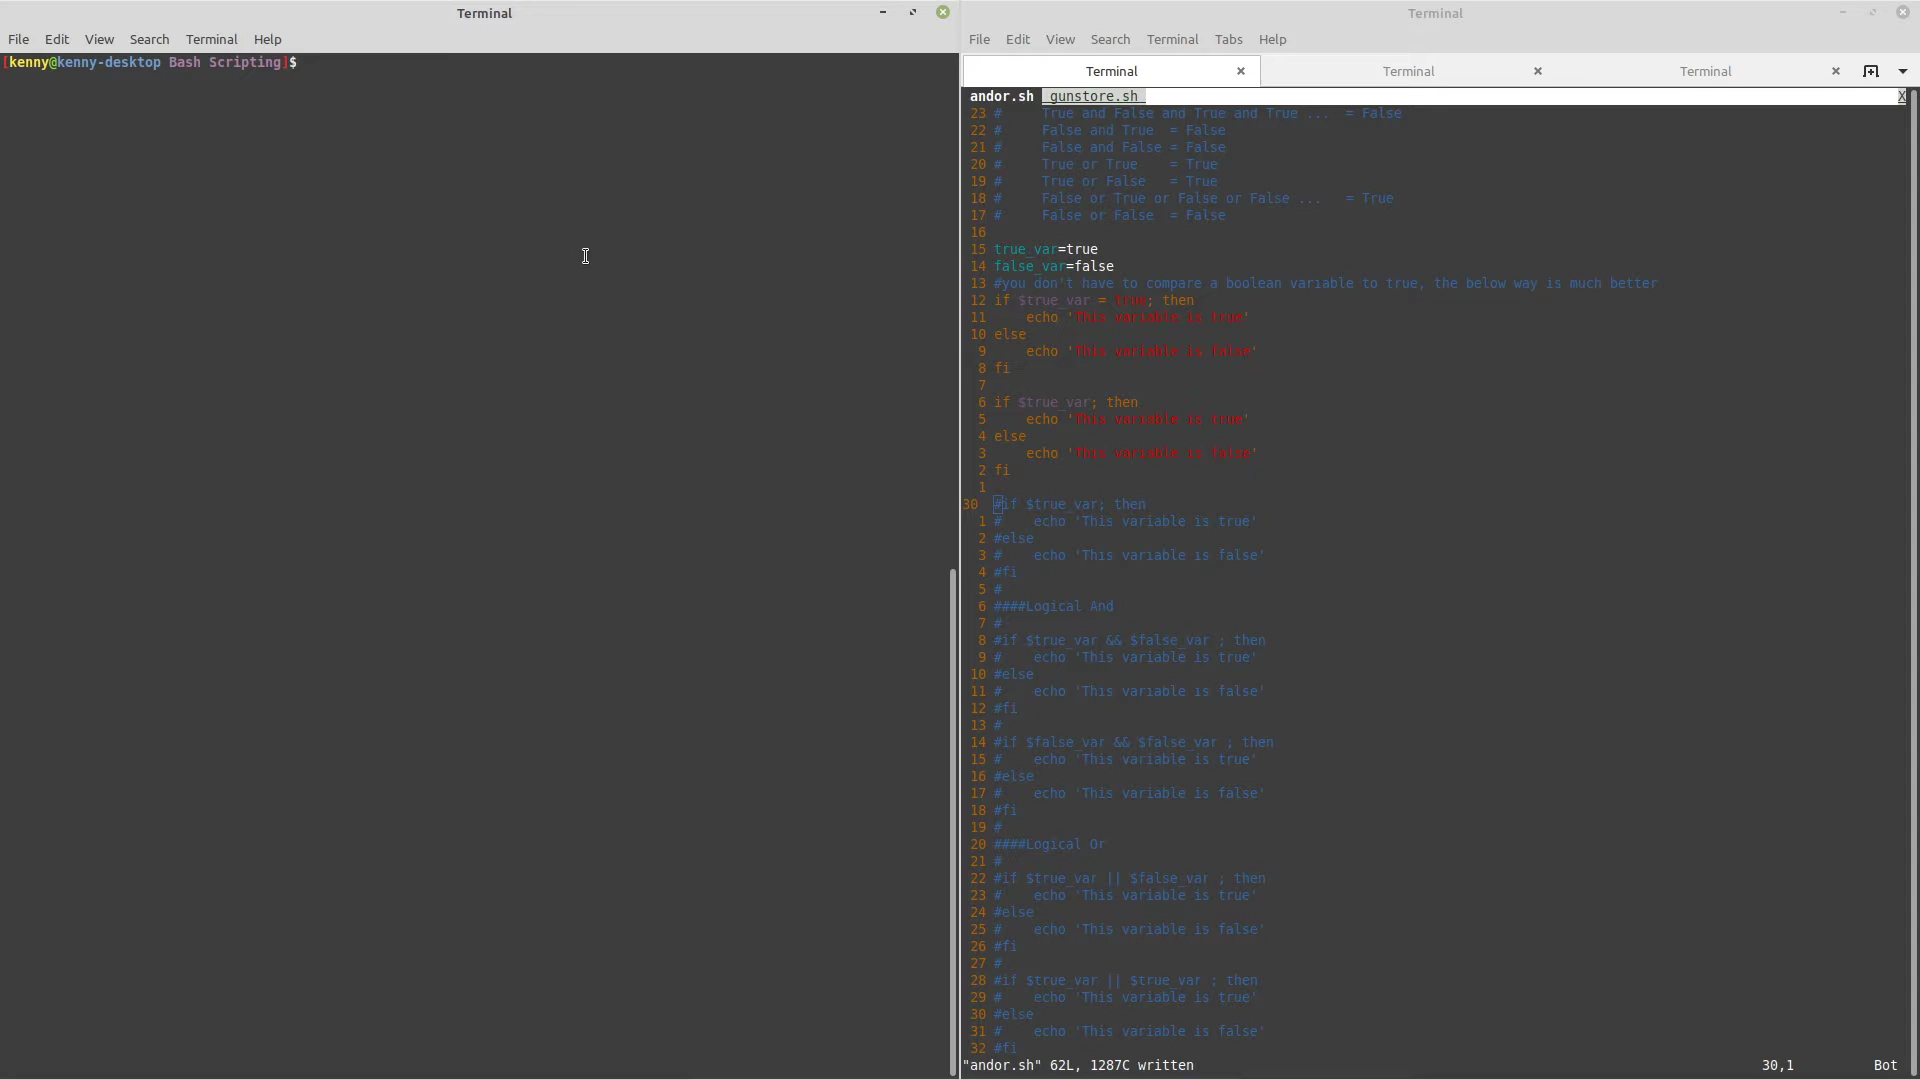 Terminal
File Edit View Search Terminal Help
[kenny@kenny-desktop Bash Scripting]$
Terminal
File Edit View Search Terminal Tabs Help
Terminal Terminal Terminal
andor.sh gunstore.sh X
23 #     True and False and True and True ...  = False
22 #     False and True  = False
21 #     False and False = False
20 #     True or True    = True
19 #     True or False   = True
18 #     False or True or False or False ...   = True
17 #     False or False  = False
16
15 true_var=true
14 false_var=false
13 #you don't have to compare a boolean variable to true, the below way is much better
12 if $true_var = true; then
11     echo 'This variable is true'
10 else
9     echo 'This variable is false'
8 fi
7
6 if $true_var; then
5     echo 'This variable is true'
4 else
3     echo 'This variable is false'
2 fi
1
30 #if $true_var; then
1 #    echo 'This variable is true'
2 #else
3 #    echo 'This variable is false'
4 #fi
5 #
6 ####Logical And
7 #
8 #if $true_var && $false_var ; then
9 #    echo 'This variable is true'
10 #else
11 #    echo 'This variable is false'
12 #fi
13 #
14 #if $false_var && $false_var ; then
15 #    echo 'This variable is true'
16 #else
17 #    echo 'This variable is false'
18 #fi
19 #
20 ####Logical Or
21 #
22 #if $true_var || $false_var ; then
23 #    echo 'This variable is true'
24 #else
25 #    echo 'This variable is false'
26 #fi
27 #
28 #if $true_var || $true_var ; then
29 #    echo 'This variable is true'
30 #else
31 #    echo 'This variable is false'
32 #fi
"andor.sh" 62L, 1287C written 30,1 Bot